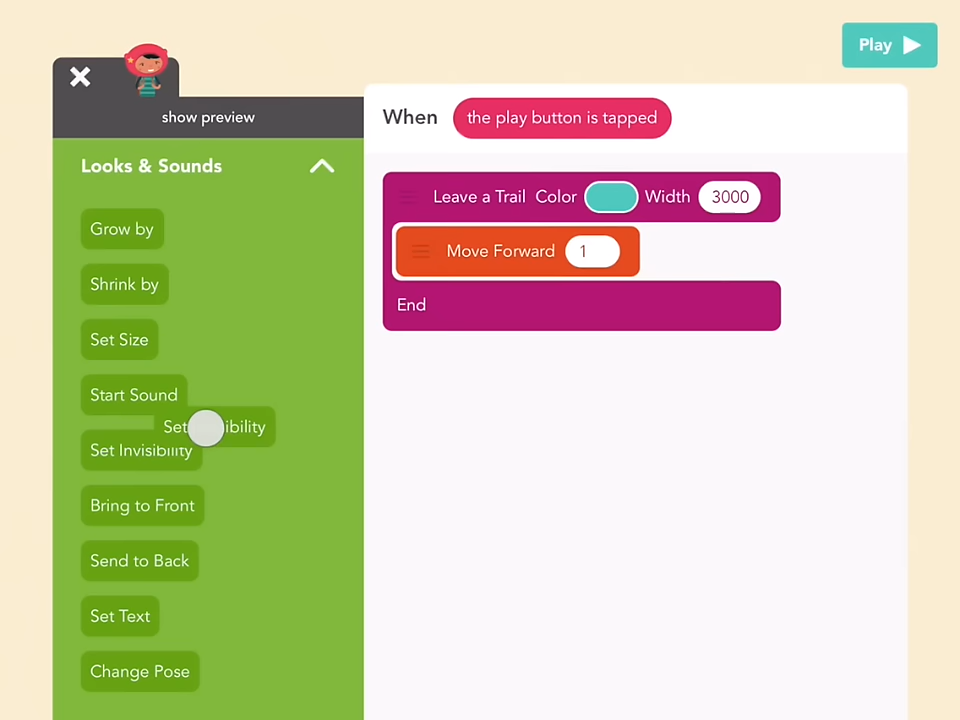 Play
show preview
When the play button is tapped
Looks & Sounds
Leave a Trail Color Width 3000
Grow by
Move Forward 1
Shrink by
End
Set Size
Start Sound
Set
Set Invisibility
Bring to Front
Send to Back
Set Text
Change Pose